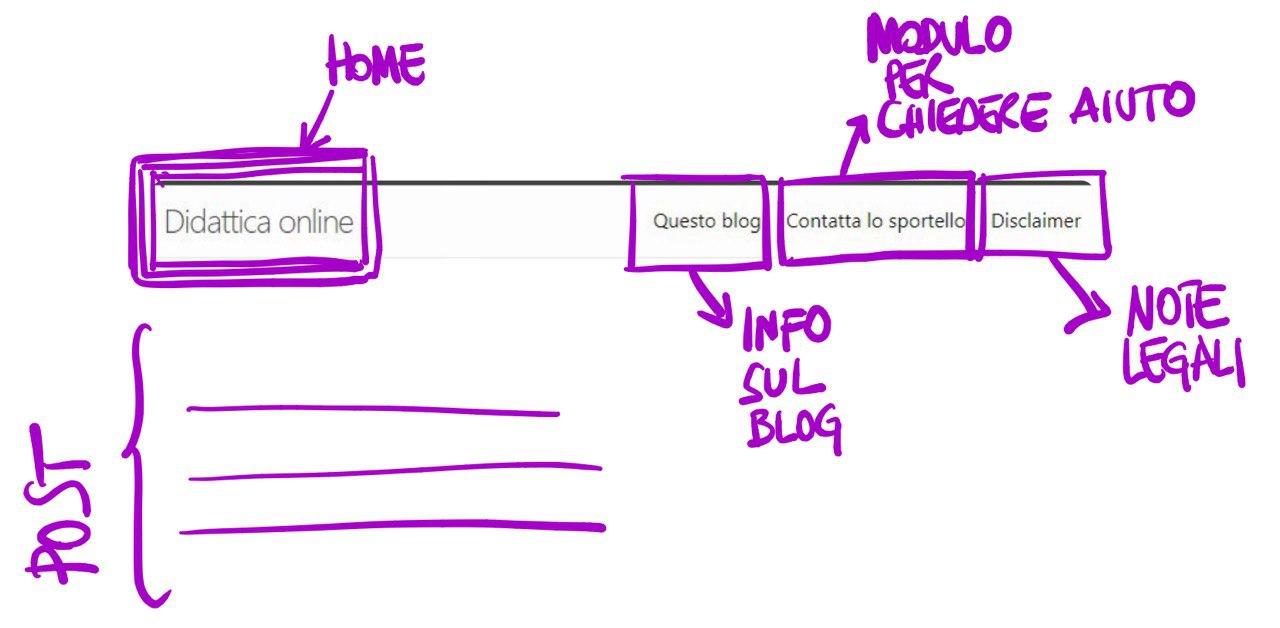 HOME
MODULO
PER
CHIEDERE AIUTO
Didattica online
Questo blog
Contatta lo sportello
Disclaimer
INFO
SUL
BLOG
NOTE
LEGALI
POST